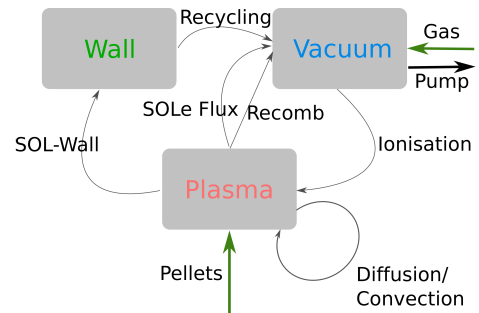 Recycling
Gas
Wall
Vacuum
Pump
SOLe Flux
Recomb
SOL-Wall
Ionisation
Plasma
Pellets
Diffusion/
Convection